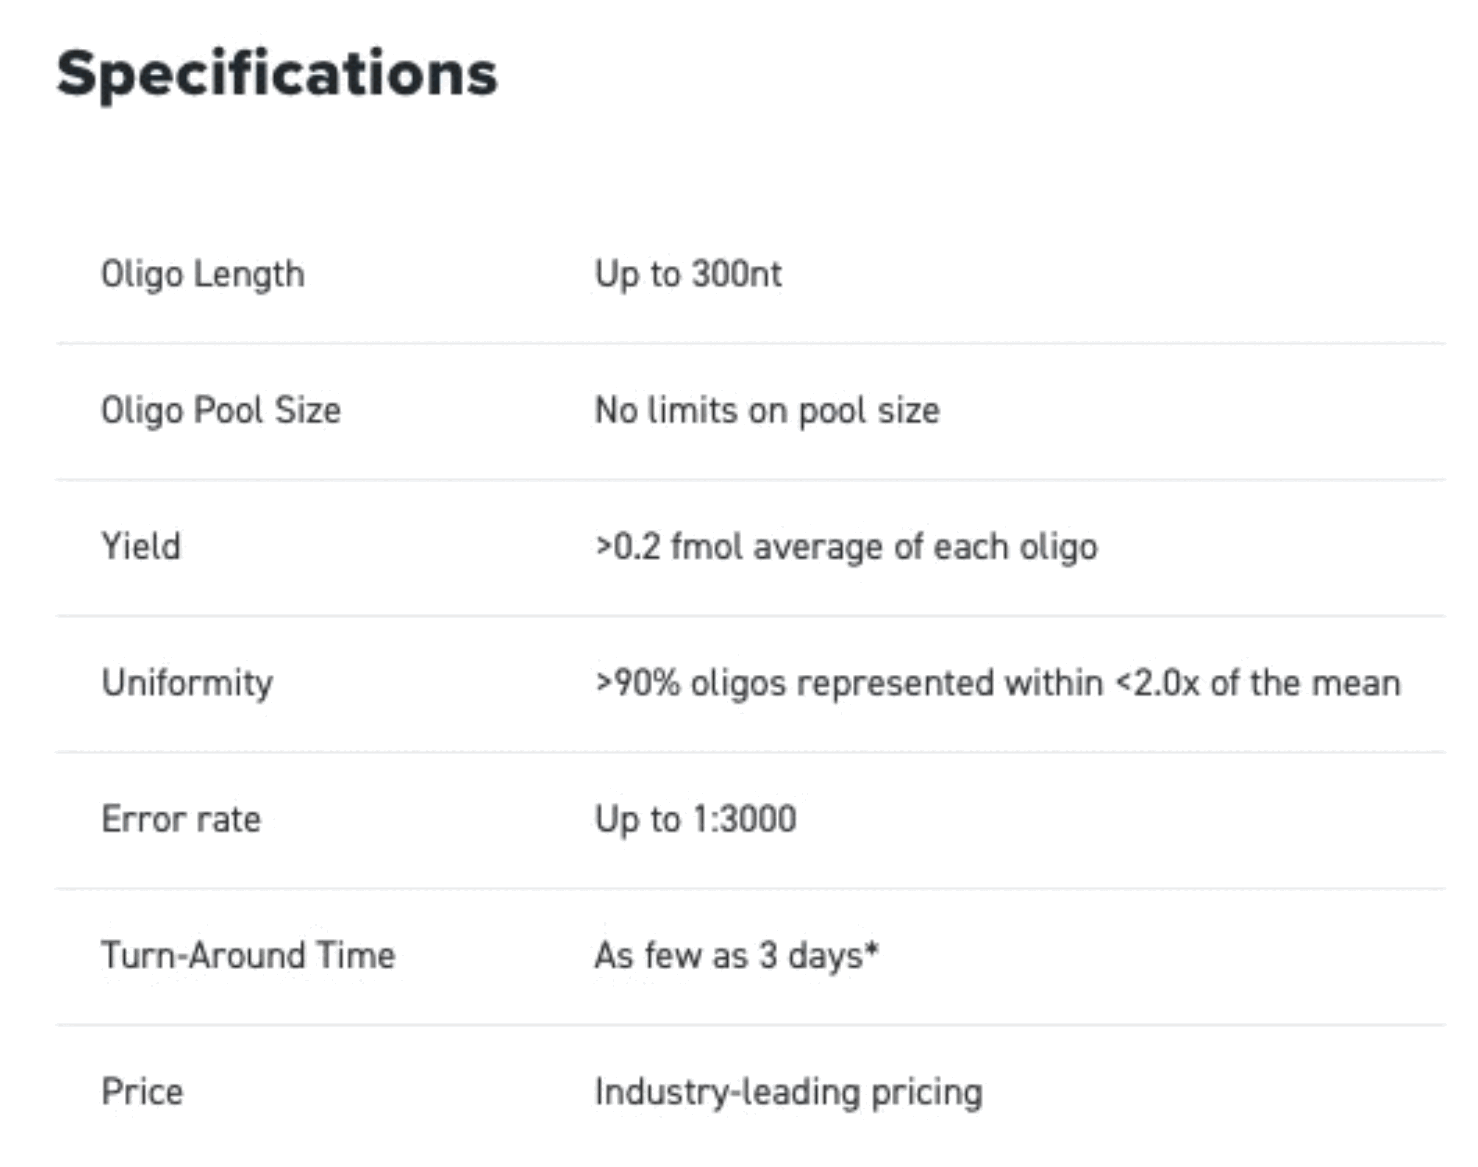 Specifications
Oligo Length Up to 300nt
Oligo Pool Size No limits on pool size
Yield >0.2 fmol average of each oligo
Uniformity >90% oligos represented within <2.0x of the mean
Error rate Up to 1:3000
Turn-Around Time As few as 3 days*
Price Industry-leading pricing